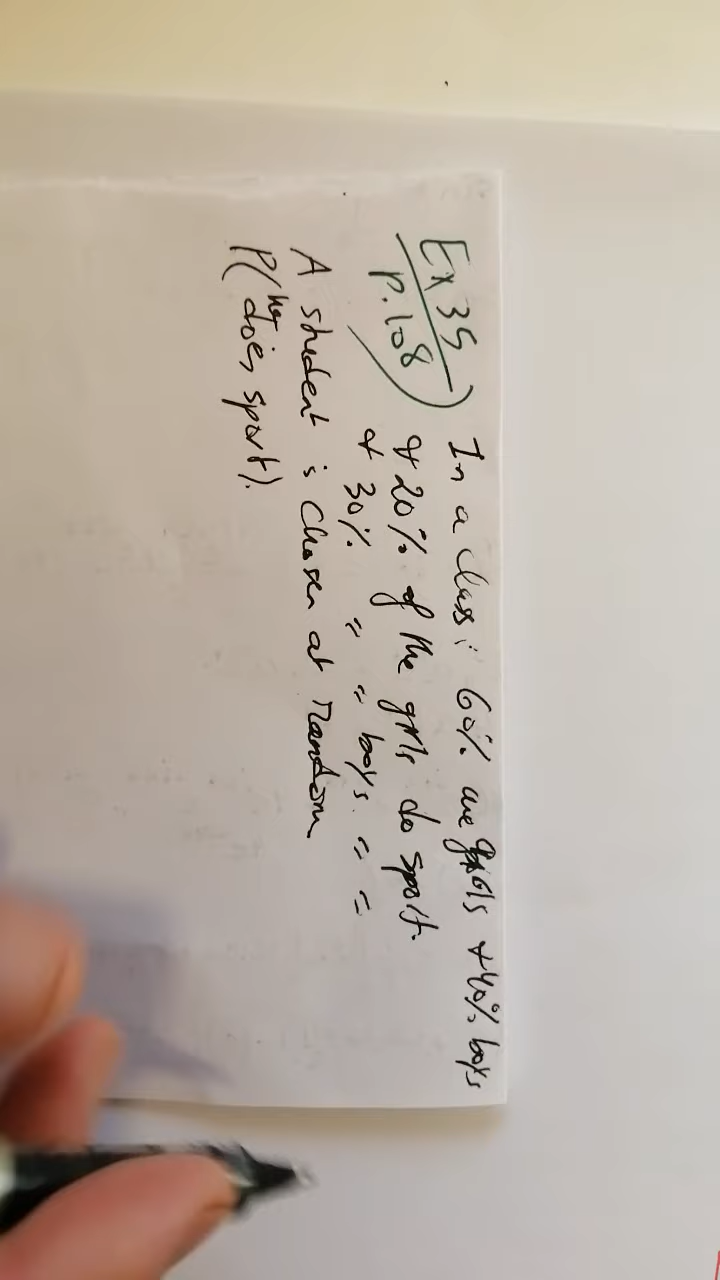 Ex 35
P.108
In a class: 60% are girls + 40% boys
& 20% of the girls do sport.
& 30% " " boys " "
A student is chosen at random
P(he does sport).